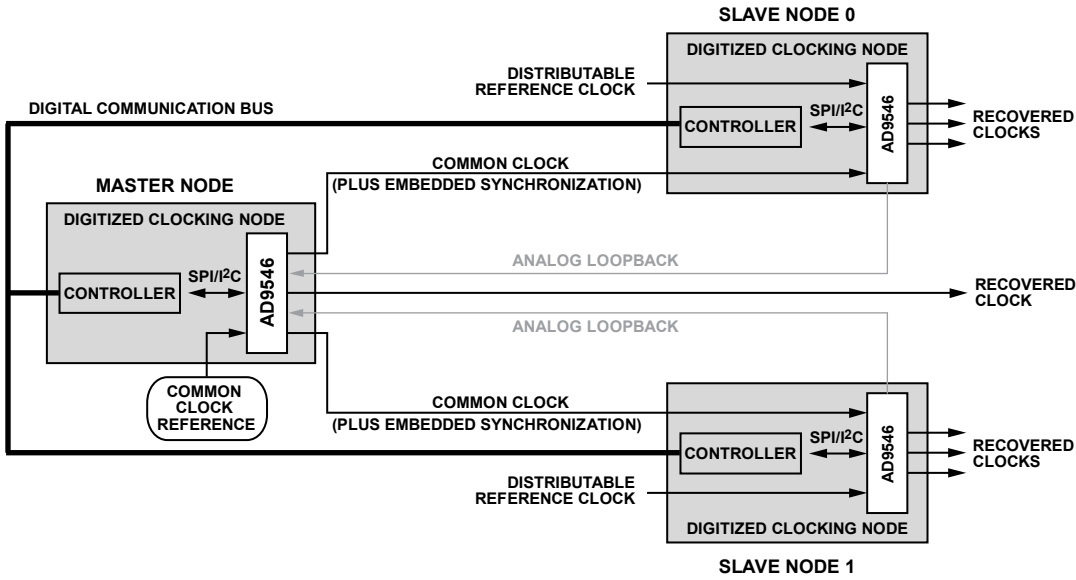 SLAVE NODE 0
DIGITIZED CLOCKING NODE
DISTRIBUTABLE
REFERENCE CLOCK
CONTROLLER
SPI/I²C
AD9546
RECOVERED
CLOCKS
DIGITAL COMMUNICATION BUS
COMMON CLOCK
(PLUS EMBEDDED SYNCHRONIZATION)
MASTER NODE
DIGITIZED CLOCKING NODE
CONTROLLER
SPI/I²C
AD9546
COMMON
CLOCK
REFERENCE
ANALOG LOOPBACK
RECOVERED
CLOCK
ANALOG LOOPBACK
COMMON CLOCK
(PLUS EMBEDDED SYNCHRONIZATION)
CONTROLLER
SPI/I²C
AD9546
RECOVERED
CLOCKS
DISTRIBUTABLE
REFERENCE CLOCK
DIGITIZED CLOCKING NODE
SLAVE NODE 1